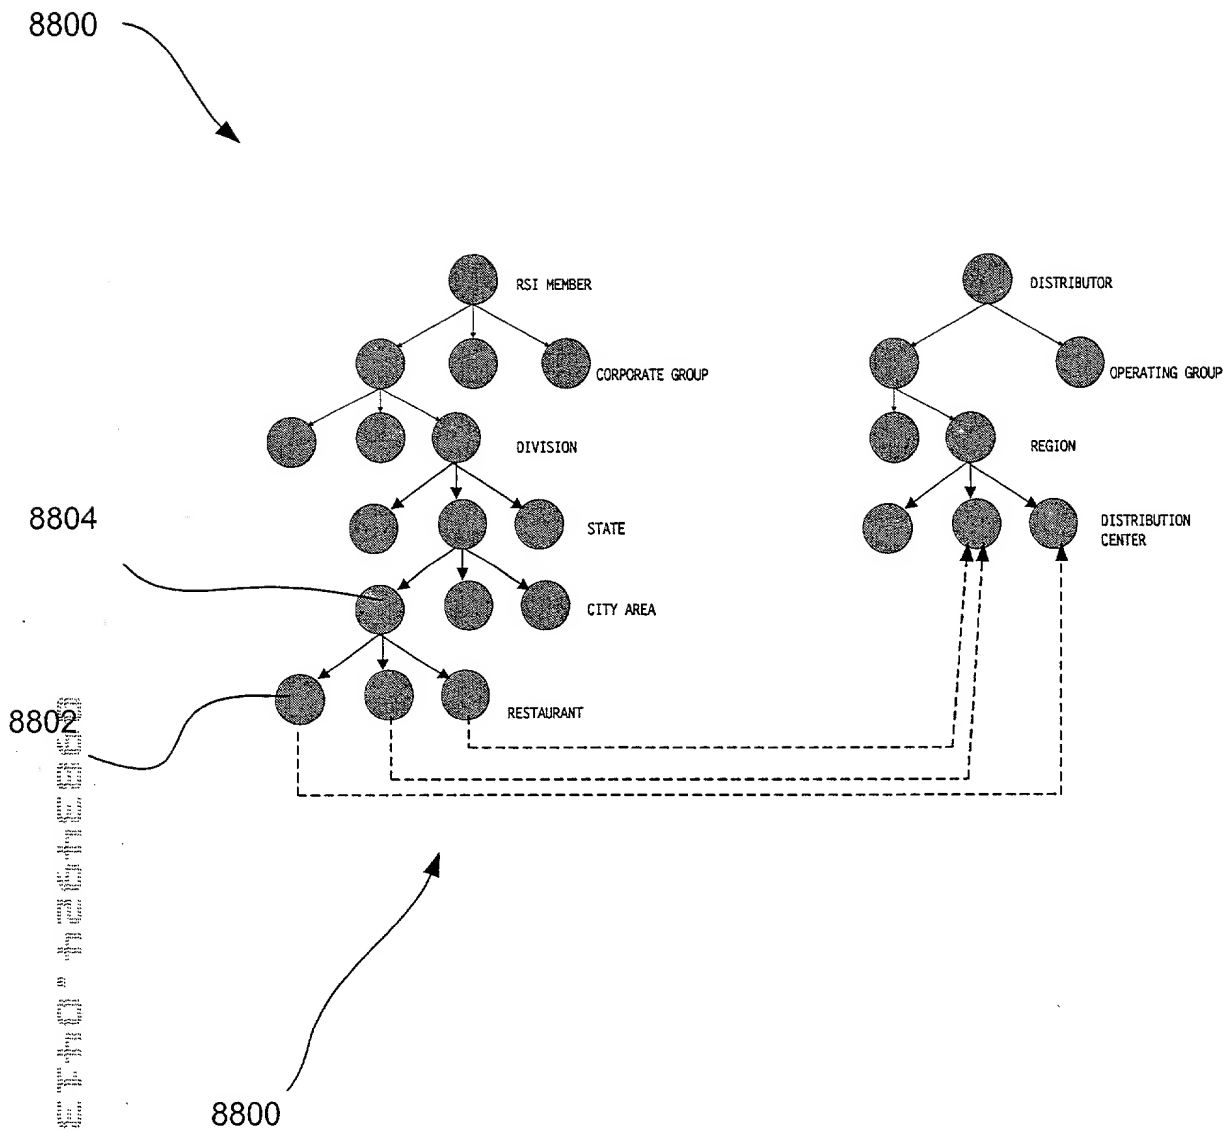 8800
RSI MEMBER
DISTRIBUTOR
CORPORATE GROUP
OPERATING GROUP
DIVISION
REGION
8804
STATE
DISTRIBUTION
CENTER
CITY AREA
8802
RESTAURANT
8800